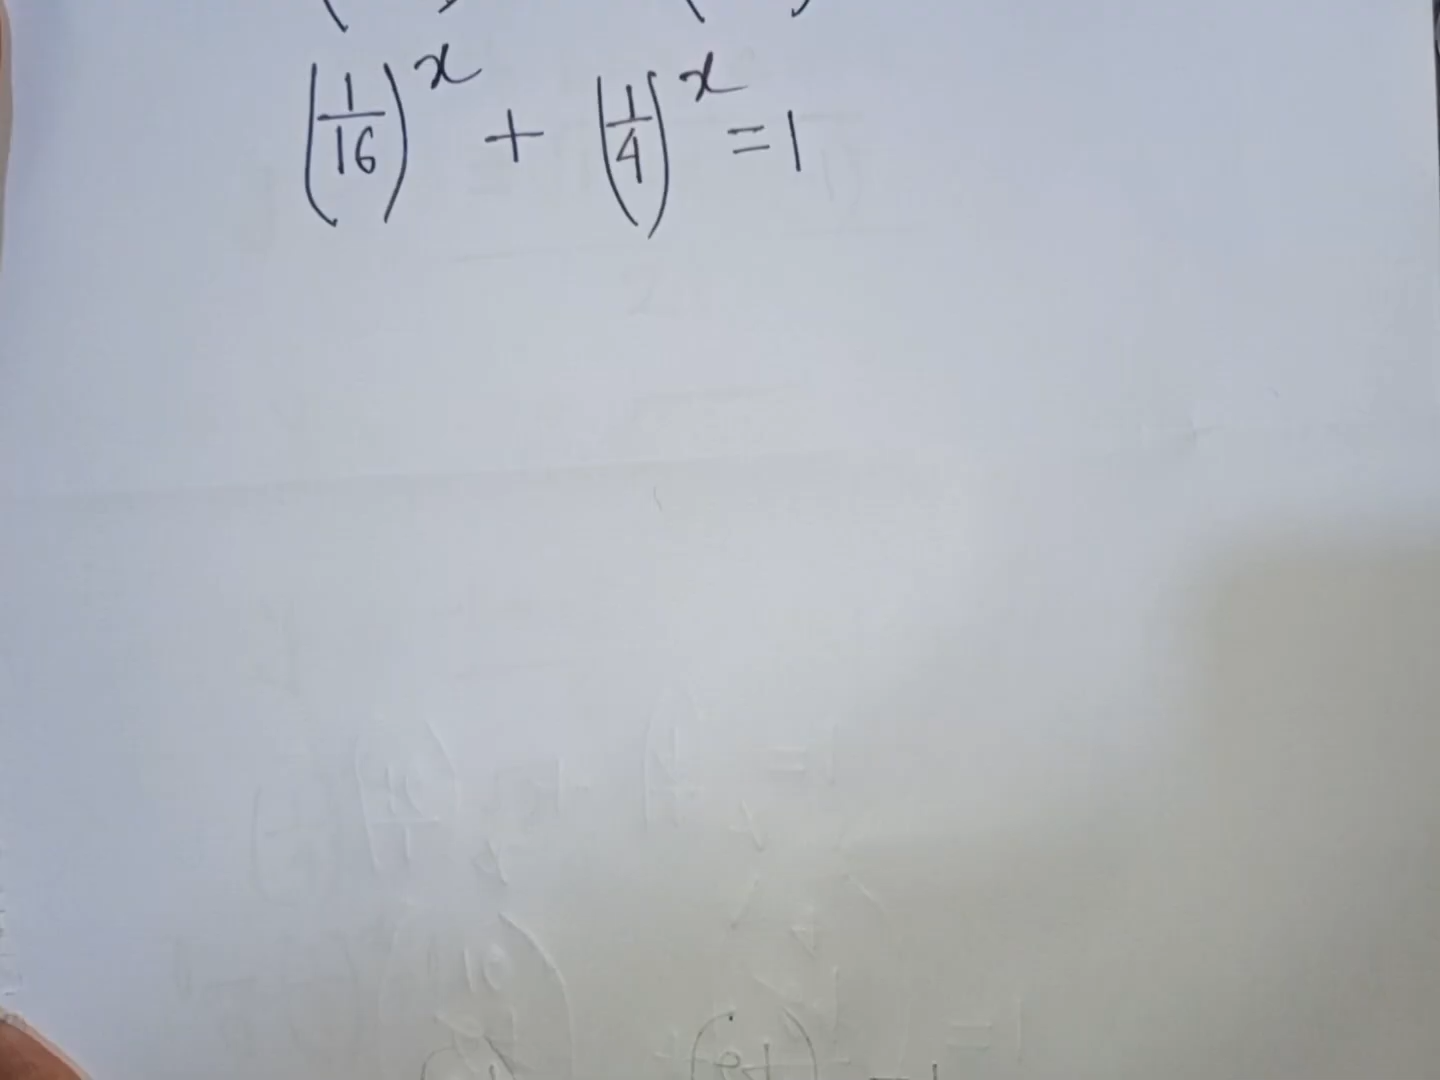 (1/16)^x + (1/4)^x = 1